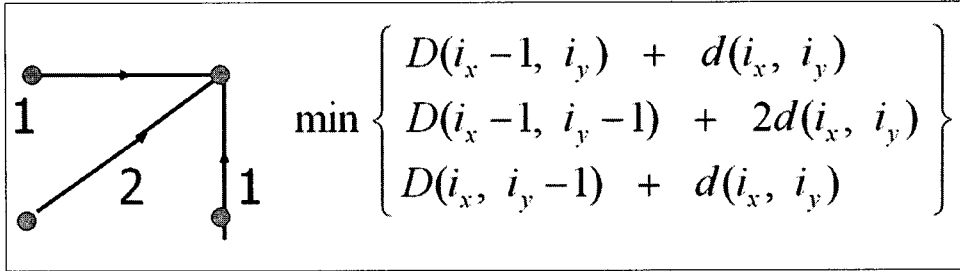 D(i_x −1, i_y) + d(i_x, i_y)
1 min { D(i_x −1, i_y −1) + 2d(i_x, i_y) }
2 1 D(i_x, i_y −1) + d(i_x, i_y)